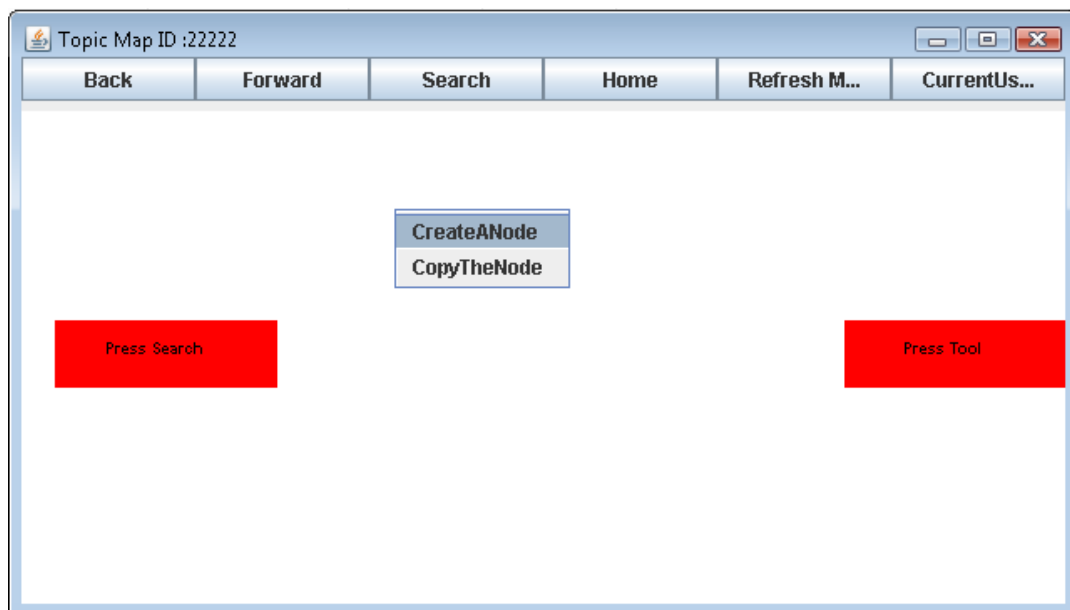 Topic Map ID :22222
Back Forward Search Home Refresh M... CurrentUs...
CreateANode
CopyTheNode
Press Search Press Tool